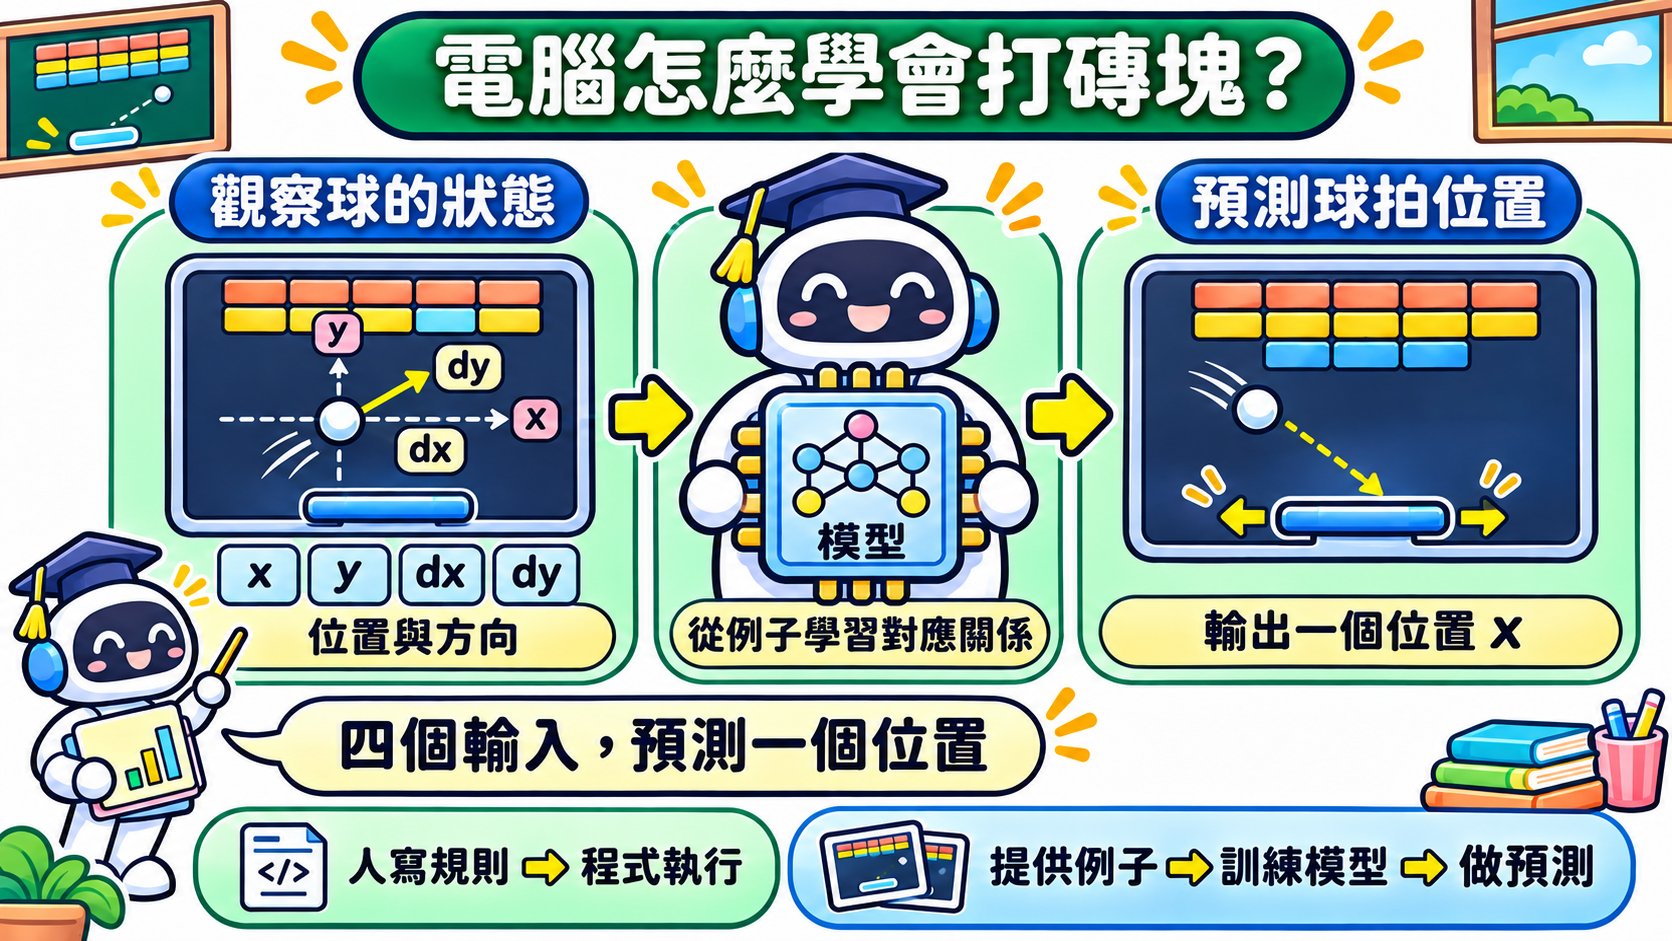 電腦怎麼學會打磚塊？
觀察球的狀態
y
dy
x
dx
x y dx dy
位置與方向
模型
從例子學習對應關係
預測球拍位置
輸出一個位置 X
四個輸入，預測一個位置
</>
人寫規則 程式執行
提供例子 訓練模型 做預測